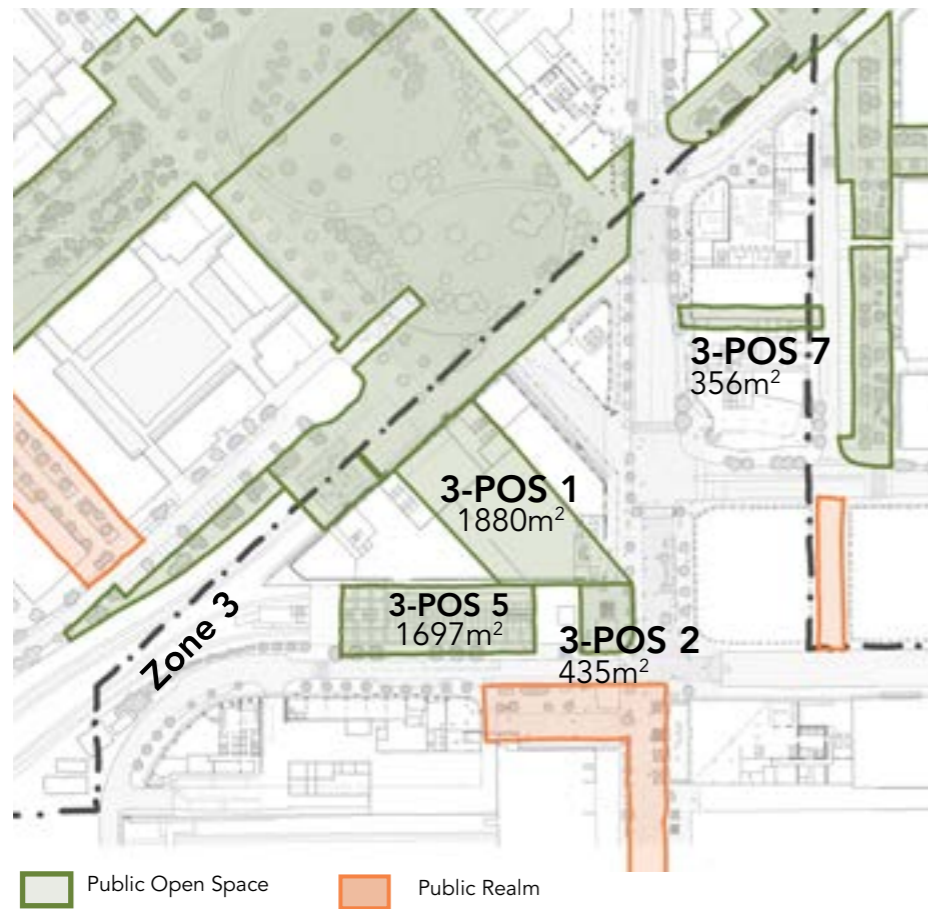 3-POS 7
356m²
3-POS 1
1880m²
3-POS 5
1697m²
3-POS 2
435m²
Zone 3
Public Open Space
Public Realm